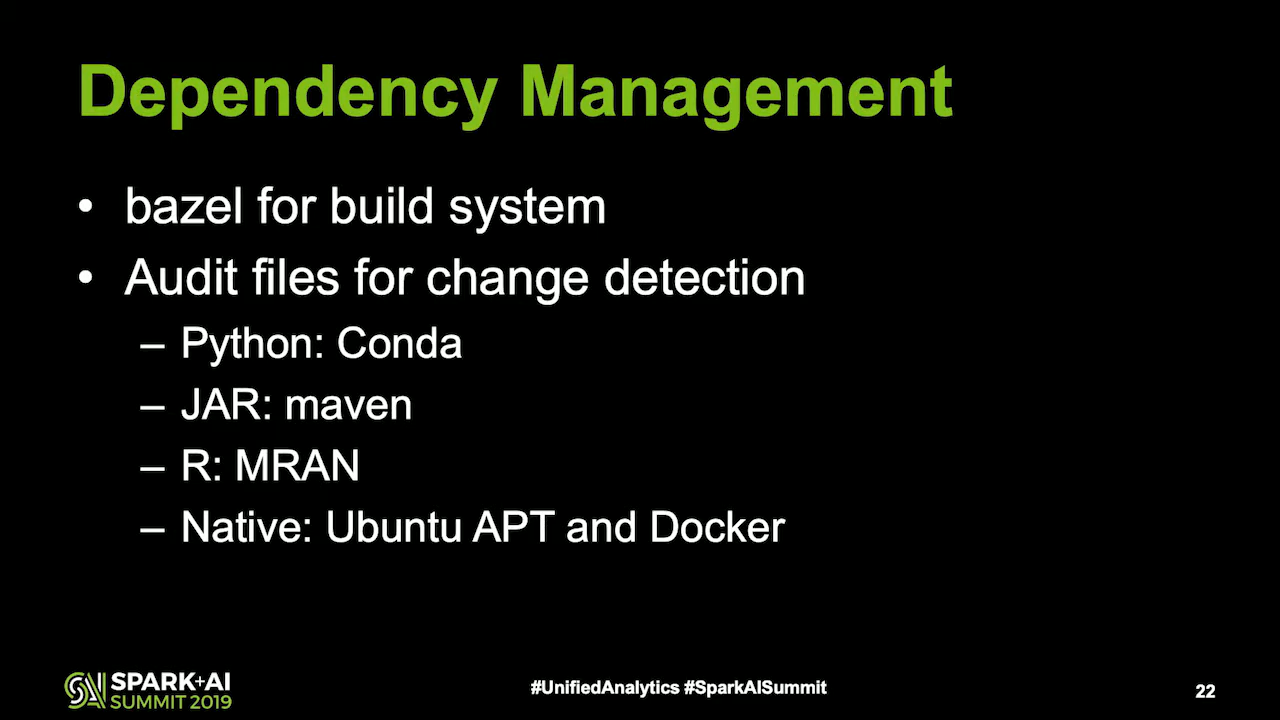 Dependency Management
• bazel for build system
• Audit files for change detection
– Python: Conda
– JAR: maven
– R: MRAN
– Native: Ubuntu APT and Docker
SPARK+AI
SUMMIT 2019
#UnifiedAnalytics #SparkAISummit
22